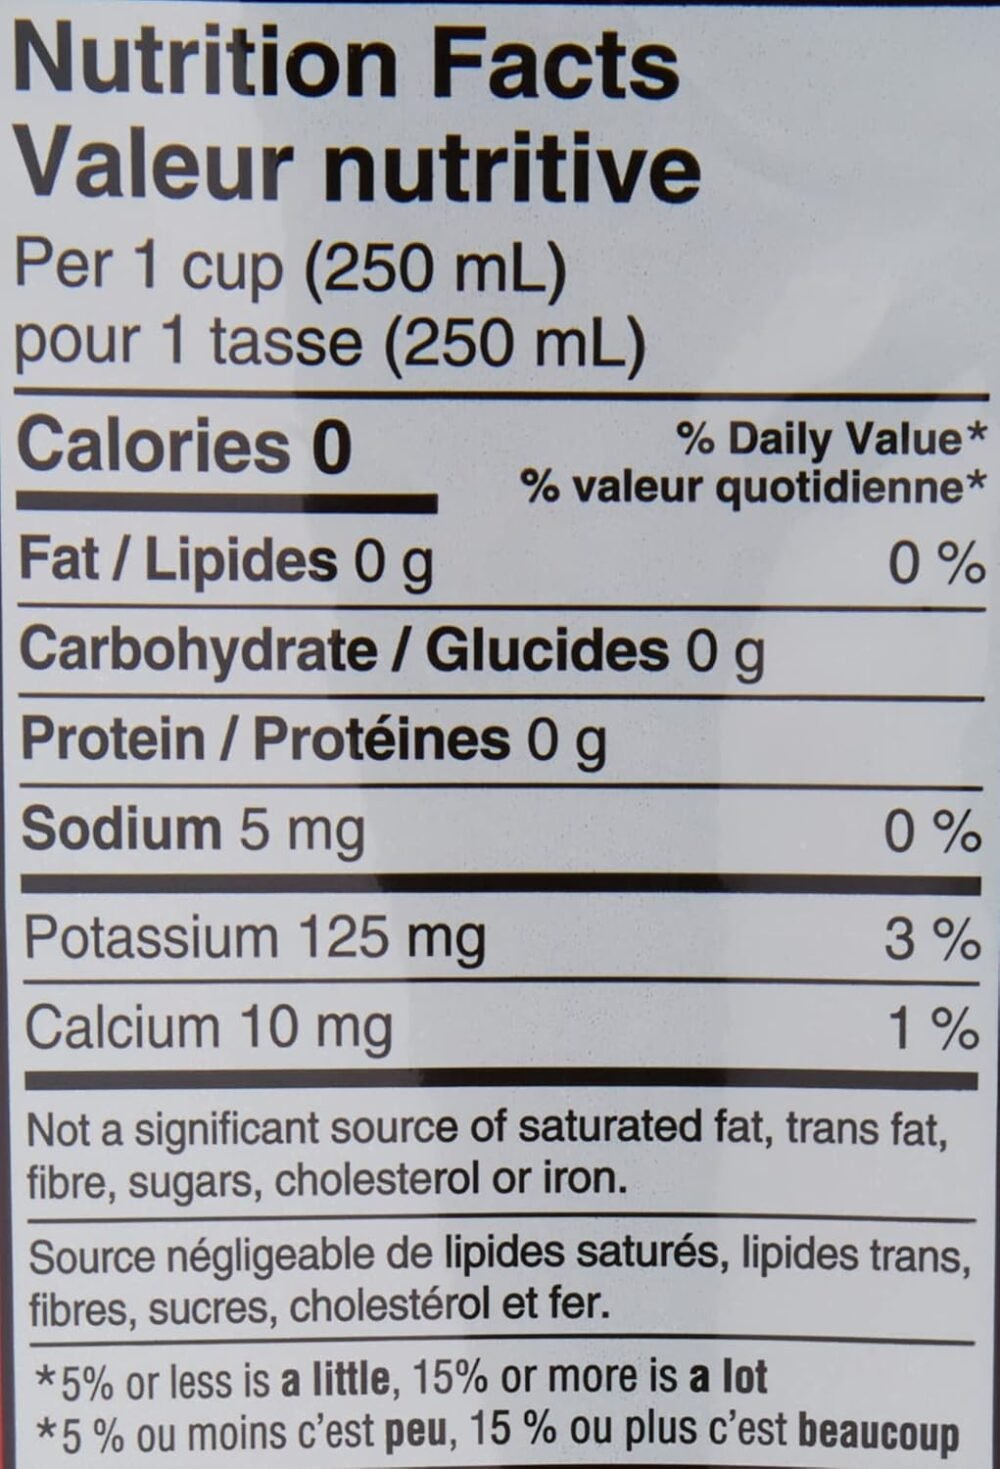 Nutrition Facts
Valeur nutritive
Per 1 cup (250 mL)
pour 1 tasse (250 mL)
Calories 0
% Daily Value*
% valeur quotidienne*
Fat / Lipides 0 g 0 %
Carbohydrate / Glucides 0 g
Protein / Protéines 0 g
Sodium 5 mg 0 %
Potassium 125 mg 3 %
Calcium 10 mg 1 %
Not a significant source of saturated fat, trans fat,
fibre, sugars, cholesterol or iron.
Source négligeable de lipides saturés, lipides trans,
fibres, sucres, cholestérol et fer.
*5% or less is a little, 15% or more is a lot
*5 % ou moins c'est peu, 15 % ou plus c'est beaucoup